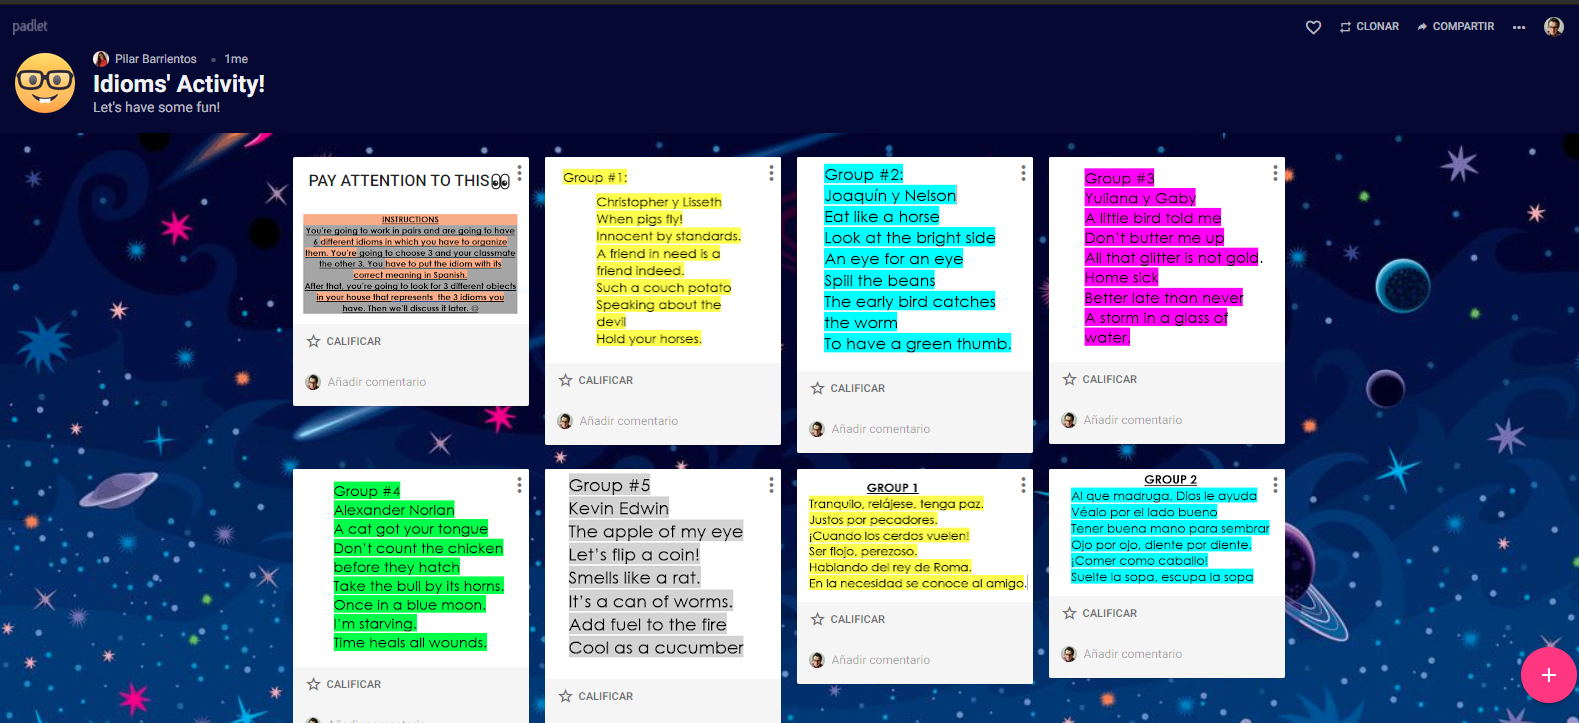 padlet
CLONAR
COMPARTIR
Pilar Barrientos • 1me
Idioms' Activity!
Let's have some fun!
PAY ATTENTION TO THIS👀
INSTRUCTIONS
You're going to work in pairs and are going to have
6 different idioms in which you have to organize
them. You're going to choose 3 and your classmate
the other 3. You have to put the idiom with its
correct meaning in Spanish.
After that, you're going to look for 3 different objects
in your house that represents the 3 idioms you
have. Then we'll discuss it later. ☺
CALIFICAR
Añadir comentario
Group #1:
Christopher y Lisseth
When pigs fly!
Innocent by standards.
A friend in need is a
friend indeed.
Such a couch potato
Speaking about the
devil
Hold your horses.
CALIFICAR
Añadir comentario
Group #2:
Joaquín y Nelson
Eat like a horse
Look at the bright side
An eye for an eye
Spill the beans
The early bird catches
the worm
To have a green thumb.
CALIFICAR
Añadir comentario
Group #3
Yuliana y Gaby
A little bird told me
Don't butter me up
All that glitter is not gold.
Home sick
Better late than never
A storm in a glass of
water.
CALIFICAR
Añadir comentario
Group #4
Alexander Norlan
A cat got your tongue
Don't count the chicken
before they hatch
Take the bull by its horns.
Once in a blue moon.
I'm starving.
Time heals all wounds.
CALIFICAR
Group #5
Kevin Edwin
The apple of my eye
Let's flip a coin!
Smells like a rat.
It's a can of worms.
Add fuel to the fire
Cool as a cucumber
CALIFICAR
GROUP 1
Tranquilo, relájese, tenga paz.
Justos por pecadores.
¡Cuando los cerdos vuelen!
Ser flojo, perezoso.
Hablando del rey de Roma.
En la necesidad se conoce al amigo.
CALIFICAR
Añadir comentario
GROUP 2
Al que madruga, Dios le ayuda
Véalo por el lado bueno
Tener buena mano para sembrar
Ojo por ojo, diente por diente.
¡Comer como caballo!
Suelte la sopa, escupa la sopa
CALIFICAR
Añadir comentario